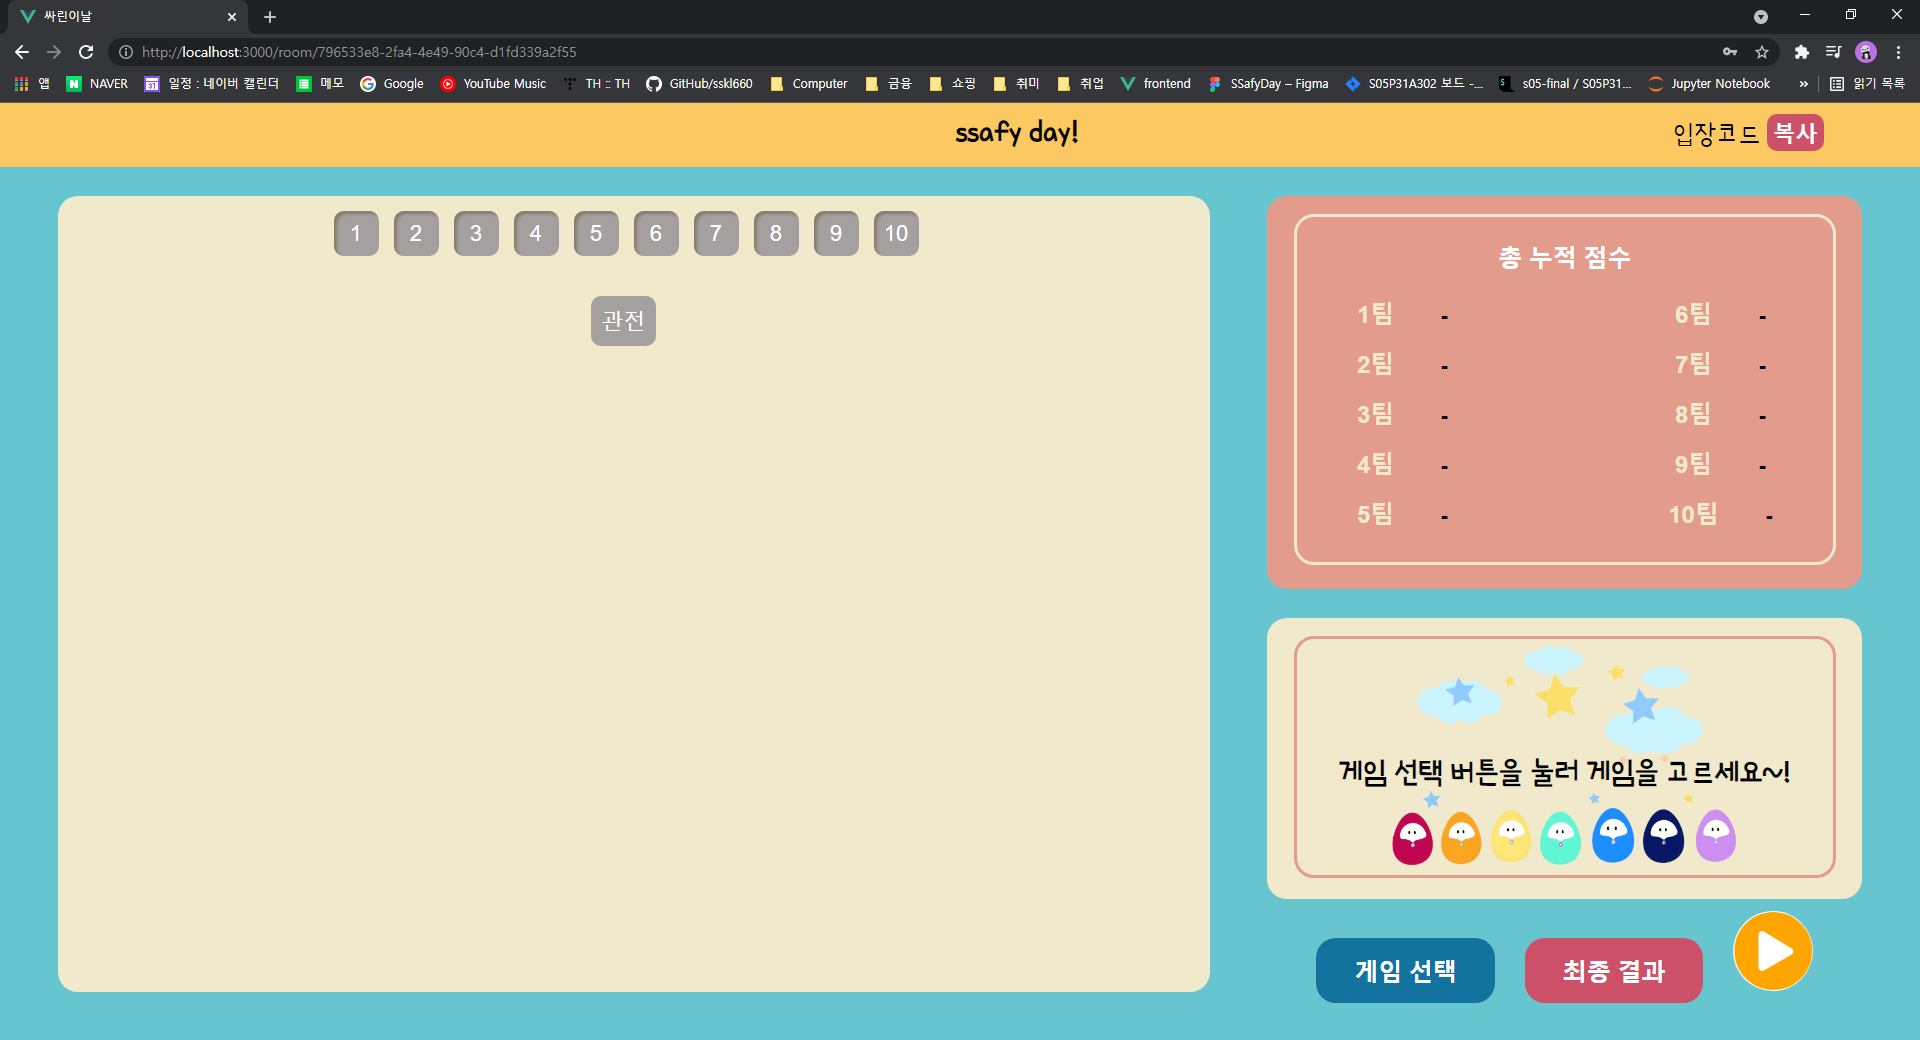 싸린이날
http://localhost:3000/room/796533e8-2fa4-4e49-90c4-d1fd339a2f55
앱 NAVER 일정 : 네이버 캘린더 메모 Google YouTube Music TH :: TH GitHub/sskl660 Computer 금융 쇼핑 취미 취업 frontend SSafyDay – Figma S05P31A302 보드 -... s05-final / S05P31... Jupyter Notebook » 읽기 목록
ssafy day!
입장코드 복사
1 2 3 4 5 6 7 8 9 10
관전
총 누적 점수
1팀 - 6팀 -
2팀 - 7팀 -
3팀 - 8팀 -
4팀 - 9팀 -
5팀 - 10팀 -
게임 선택 버튼을 눌러 게임을 고르세요~!
게임 선택 최종 결과